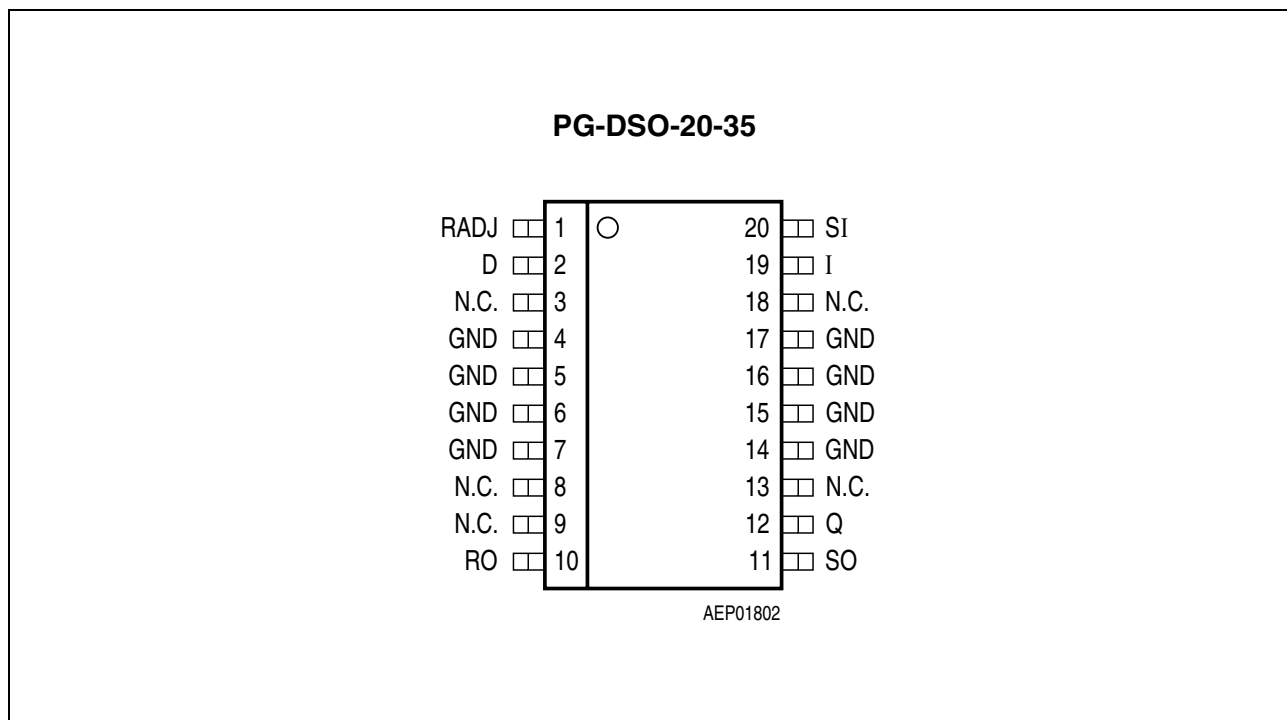 PG-DSO-20-35
RADJ 1 20 SI
D 2 19 I
N.C. 3 18 N.C.
GND 4 17 GND
GND 5 16 GND
GND 6 15 GND
GND 7 14 GND
N.C. 8 13 N.C.
N.C. 9 12 Q
RO 10 11 SO
AEP01802